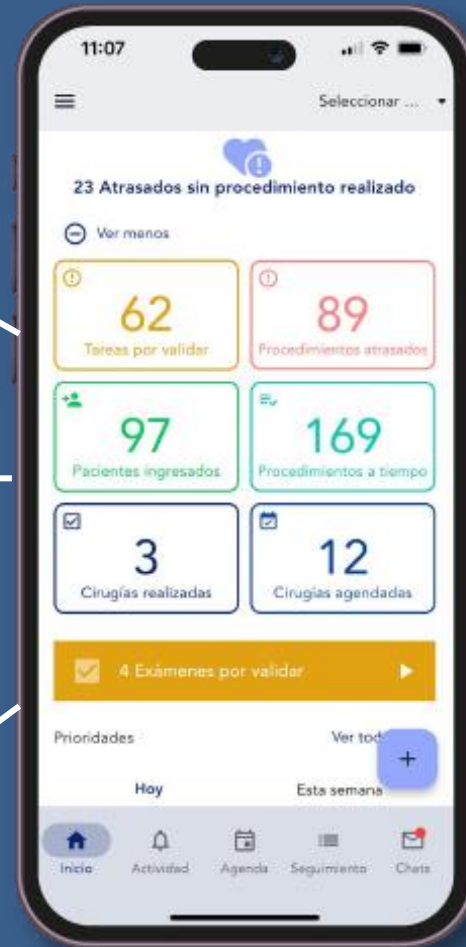 11:07
Seleccionar ...
23 Atrasados sin procedimiento realizado
Ver menos
62
Tareas por validar
89
Procedimientos atrasados
97
Pacientes ingresados
169
Procedimientos a tiempo
3
Cirugías realizadas
12
Cirugías agendadas
4 Exámenes por validar
Prioridades
Ver tod
+
Hoy
Esta semana
Inicio
Actividad
Agenda
Seguimiento
Chats